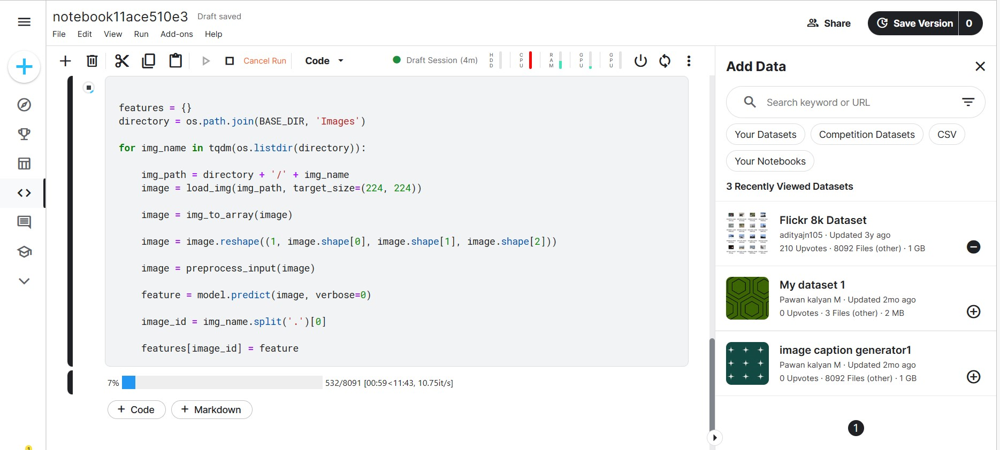 notebook11ace510e3 Draft saved
File Edit View Run Add-ons Help
Share
Save Version 0
Cancel Run
Code
Draft Session (4m)
HDD
CPU
RAM
GPU
GPU
features = {}
directory = os.path.join(BASE_DIR, 'Images')
for img_name in tqdm(os.listdir(directory)):
img_path = directory + '/' + img_name
image = load_img(img_path, target_size=(224, 224))
image = img_to_array(image)
image = image.reshape((1, image.shape[0], image.shape[1], image.shape[2]))
image = preprocess_input(image)
feature = model.predict(image, verbose=0)
image_id = img_name.split('.')[0]
features[image_id] = feature
7% 532/8091 [00:59<11:43, 10.75it/s]
+ Code + Markdown
Add Data
Search keyword or URL
Your Datasets Competition Datasets CSV
Your Notebooks
3 Recently Viewed Datasets
Flickr 8k Dataset
adityajn105 · Updated 3y ago
210 Upvotes · 8092 Files (other) · 1 GB
My dataset 1
Pawan kalyan M · Updated 2mo ago
0 Upvotes · 3 Files (other) · 2 MB
image caption generator1
Pawan kalyan M · Updated 2mo ago
0 Upvotes · 8092 Files (other) · 1 GB
1
1